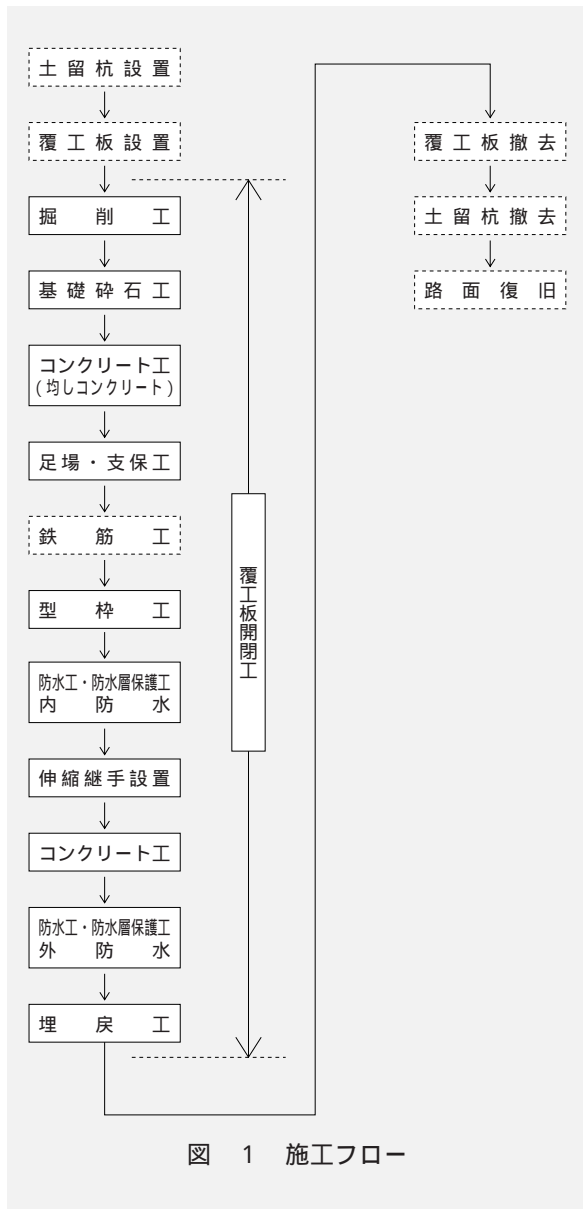 土留杭設置
覆工板設置
掘削工
基礎砕石工
コンクリート工
(均しコンクリート)
足場・支保工
鉄筋工
型枠工
防水工・防水層保護工
内防水
伸縮継手設置
コンクリート工
防水工・防水層保護工
外防水
埋戻工
覆工板開閉工
覆工板撤去
土留杭撤去
路面復旧
図 1 施工フロー